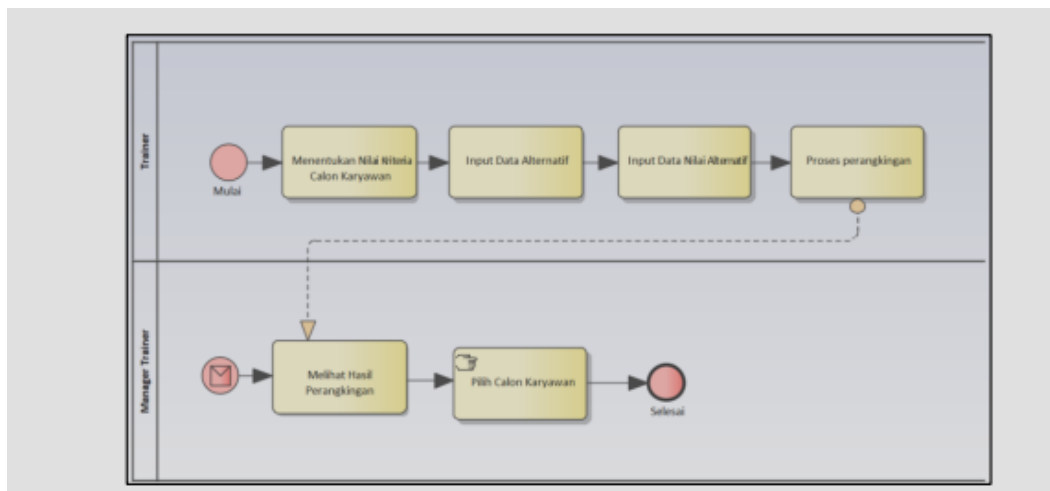 Trainer
Mulai
Menentukan Nilai Kriteria
Calon Karyawan
Input Data Alternatif
Input Data Nilai Alternatif
Proses perangkingan
Manager Trainer
Melihat Hasil
Perangkingan
Pilih Calon Karyawan
Selesai